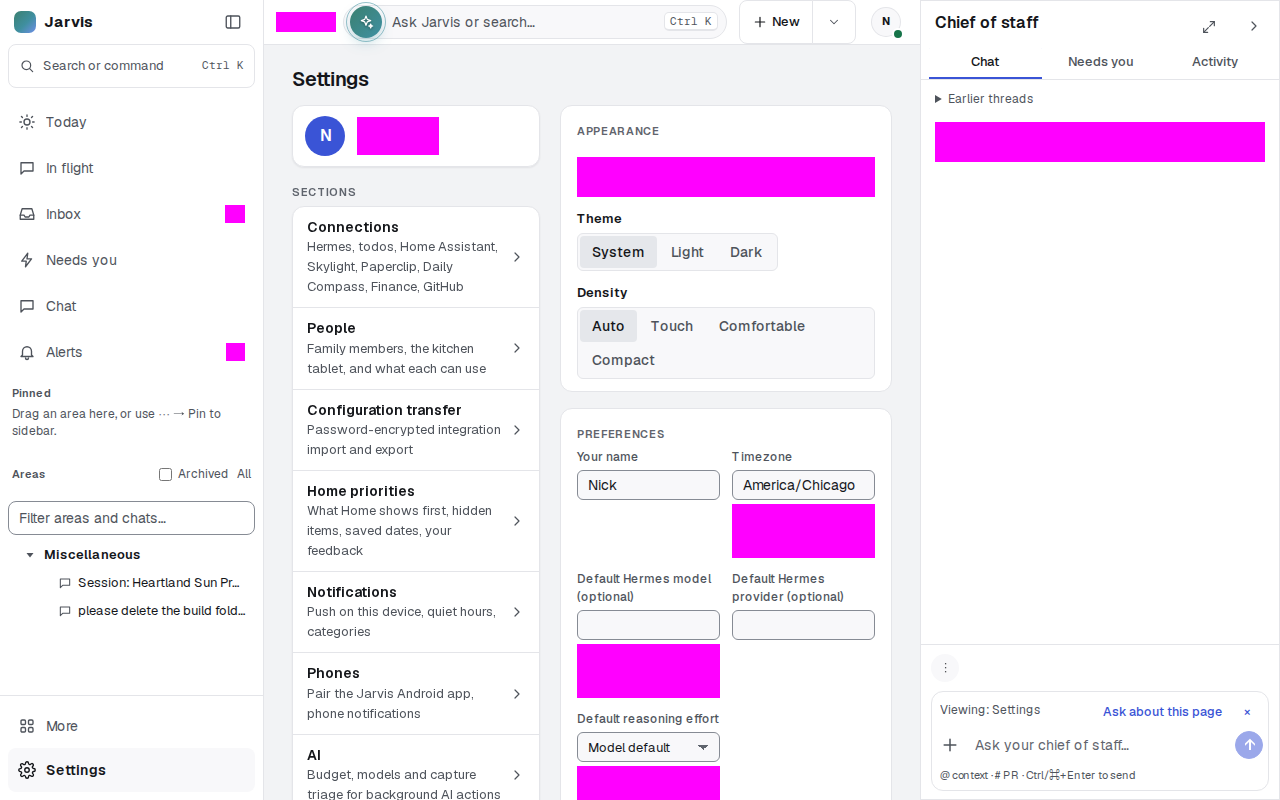 Jarvis
Search or command Ctrl K
Today
In flight
Inbox
Needs you
Chat
Alerts
Pinned
Drag an area here, or use ··· → Pin to
sidebar.
Areas Archived All
Filter areas and chats…
Miscellaneous
Session: Heartland Sun Pr…
please delete the build fold…
More
Settings
Ask Jarvis or search… Ctrl K
New
N
Settings
N
SECTIONS
Connections
Hermes, todos, Home Assistant,
Skylight, Paperclip, Daily
Compass, Finance, GitHub
People
Family members, the kitchen
tablet, and what each can use
Configuration transfer
Password-encrypted integration
import and export
Home priorities
What Home shows first, hidden
items, saved dates, your
feedback
Notifications
Push on this device, quiet hours,
categories
Phones
Pair the Jarvis Android app,
phone notifications
AI
Budget, models and capture
triage for background AI actions
APPEARANCE
Theme
System Light Dark
Density
Auto Touch Comfortable
Compact
PREFERENCES
Your name Timezone
Nick America/Chicago
Default Hermes model
(optional)
Default Hermes
provider (optional)
Default reasoning effort
Model default
Chief of staff
Chat Needs you Activity
Earlier threads
Viewing: Settings Ask about this page ×
Ask your chief of staff…
@ context · # PR · Ctrl/⌘+Enter to send